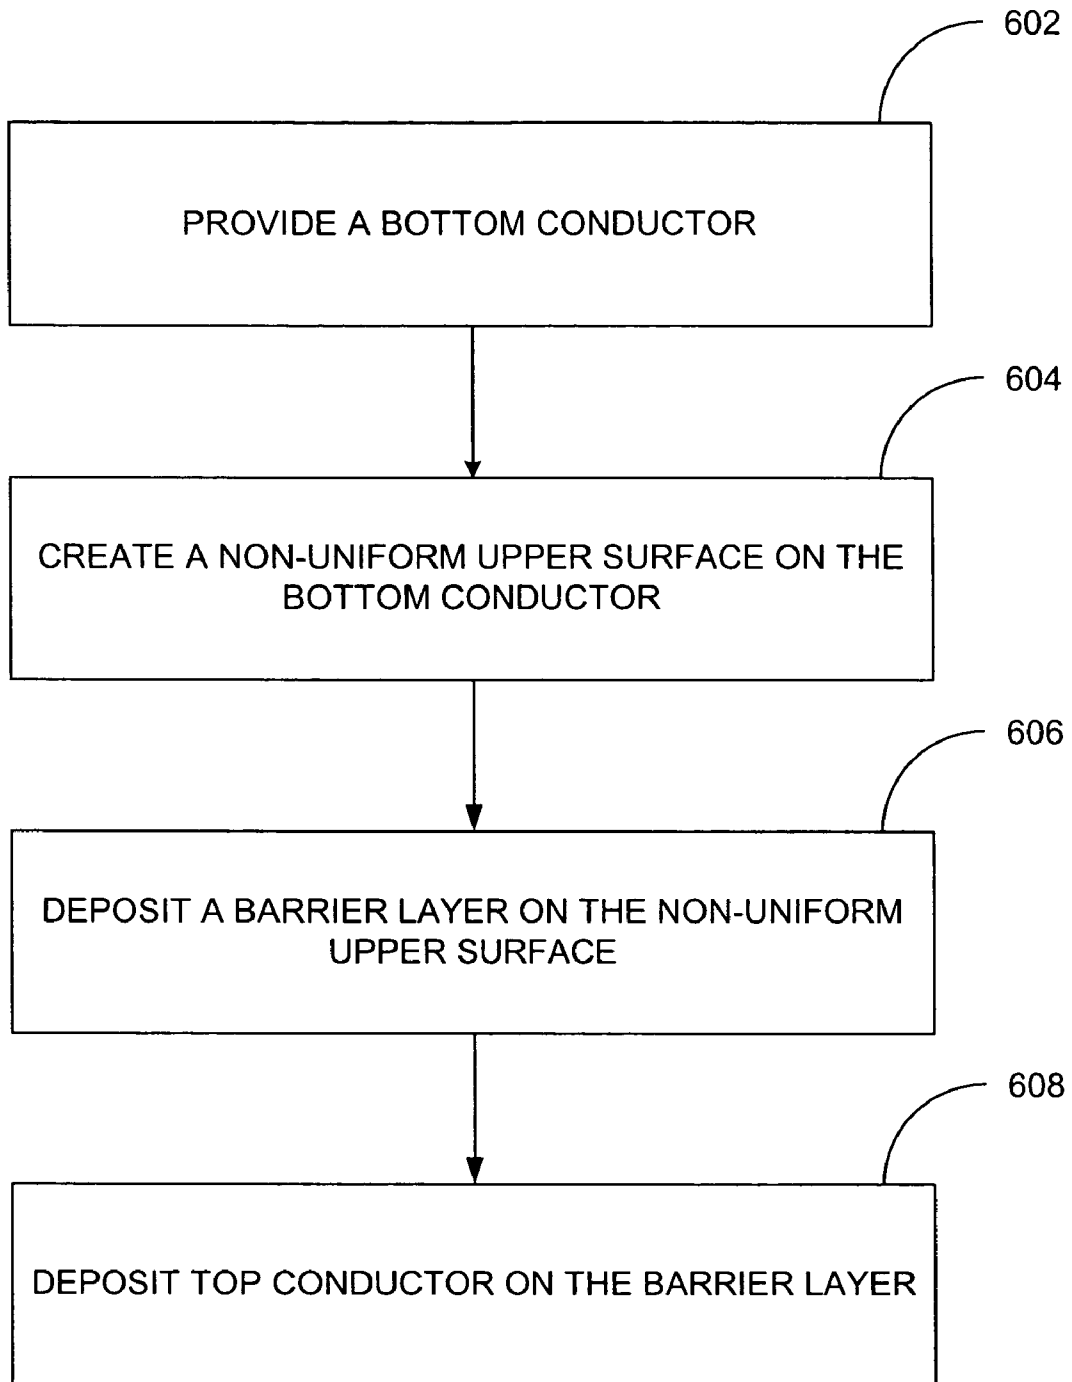 602
PROVIDE A BOTTOM CONDUCTOR
604
CREATE A NON-UNIFORM UPPER SURFACE ON THE
BOTTOM CONDUCTOR
606
DEPOSIT A BARRIER LAYER ON THE NON-UNIFORM
UPPER SURFACE
608
DEPOSIT TOP CONDUCTOR ON THE BARRIER LAYER